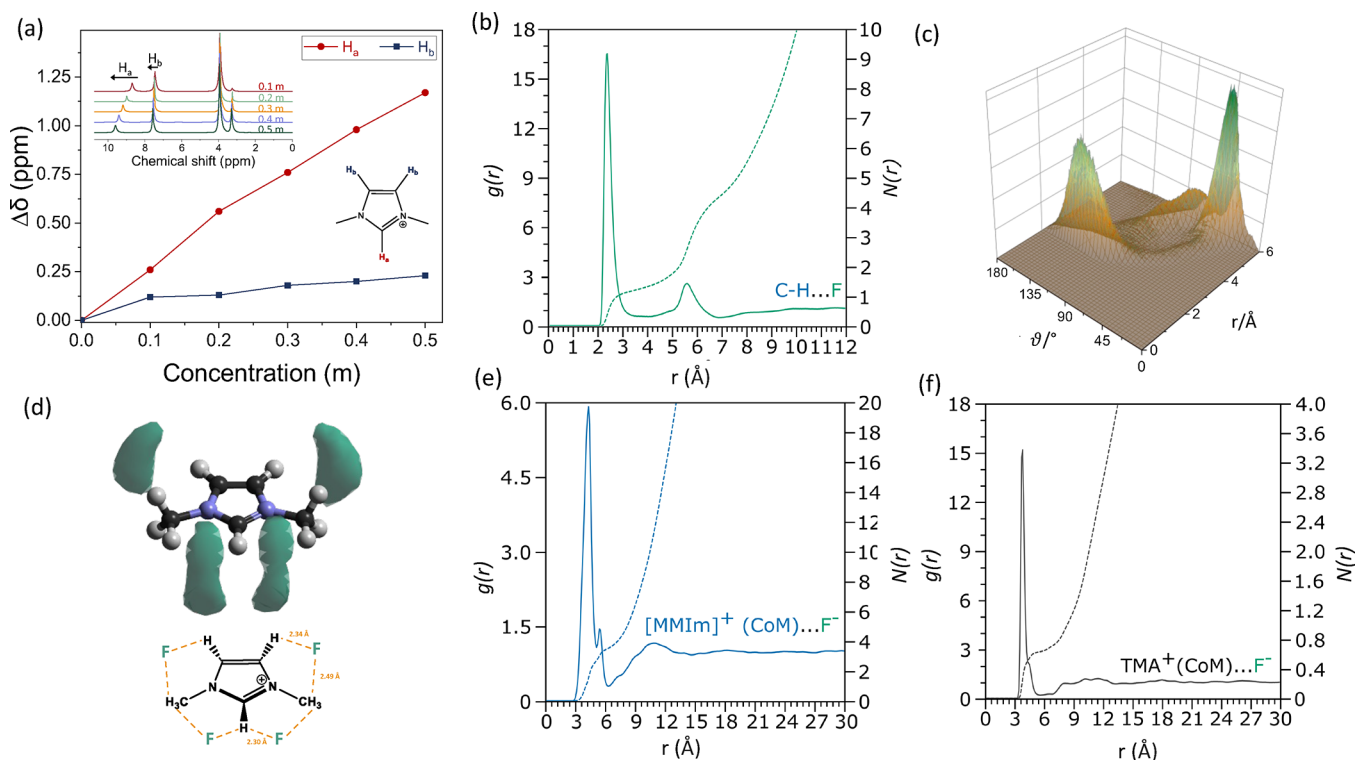 (a)
H_a
H_b
1.25
1.00
0.75
0.50
0.25
0.00
Δδ (ppm)
H_a
H_b
0.1 m
0.2 m
0.3 m
0.4 m
0.5 m
10 8 6 4 2 0
Chemical shift (ppm)
H_b H_b
N N
⊕
H_a
0.0 0.1 0.2 0.3 0.4 0.5
Concentration (m)
(b)
18
15
12
9
6
3
0
g(r)
10
9
8
7
6
5
4
3
2
1
0
N(r)
C-H...F
0 1 2 3 4 5 6 7 8 9 10 11 12
r (Å)
(c)
180
135
90
45
0
ϑ/°
0
2
4
6
r/Å
(d)
H H 2.34 Å
F F
⊕
2.49 Å
N N
H₃C CH₃
F H F
2.30 Å
(e)
6.0
4.5
3.0
1.5
0
g(r)
20
18
16
14
12
10
8
6
4
2
0
N(r)
[MMIm]⁺ (CoM)...F⁻
0 3 6 9 12 15 18 21 24 27 30
r (Å)
(f)
18
15
12
9
6
3
0
g(r)
4.0
3.6
3.2
2.8
2.4
2.0
1.6
1.2
0.8
0.4
0
N(r)
TMA⁺(CoM)...F⁻
0 3 6 9 12 15 18 21 24 27 30
r (Å)